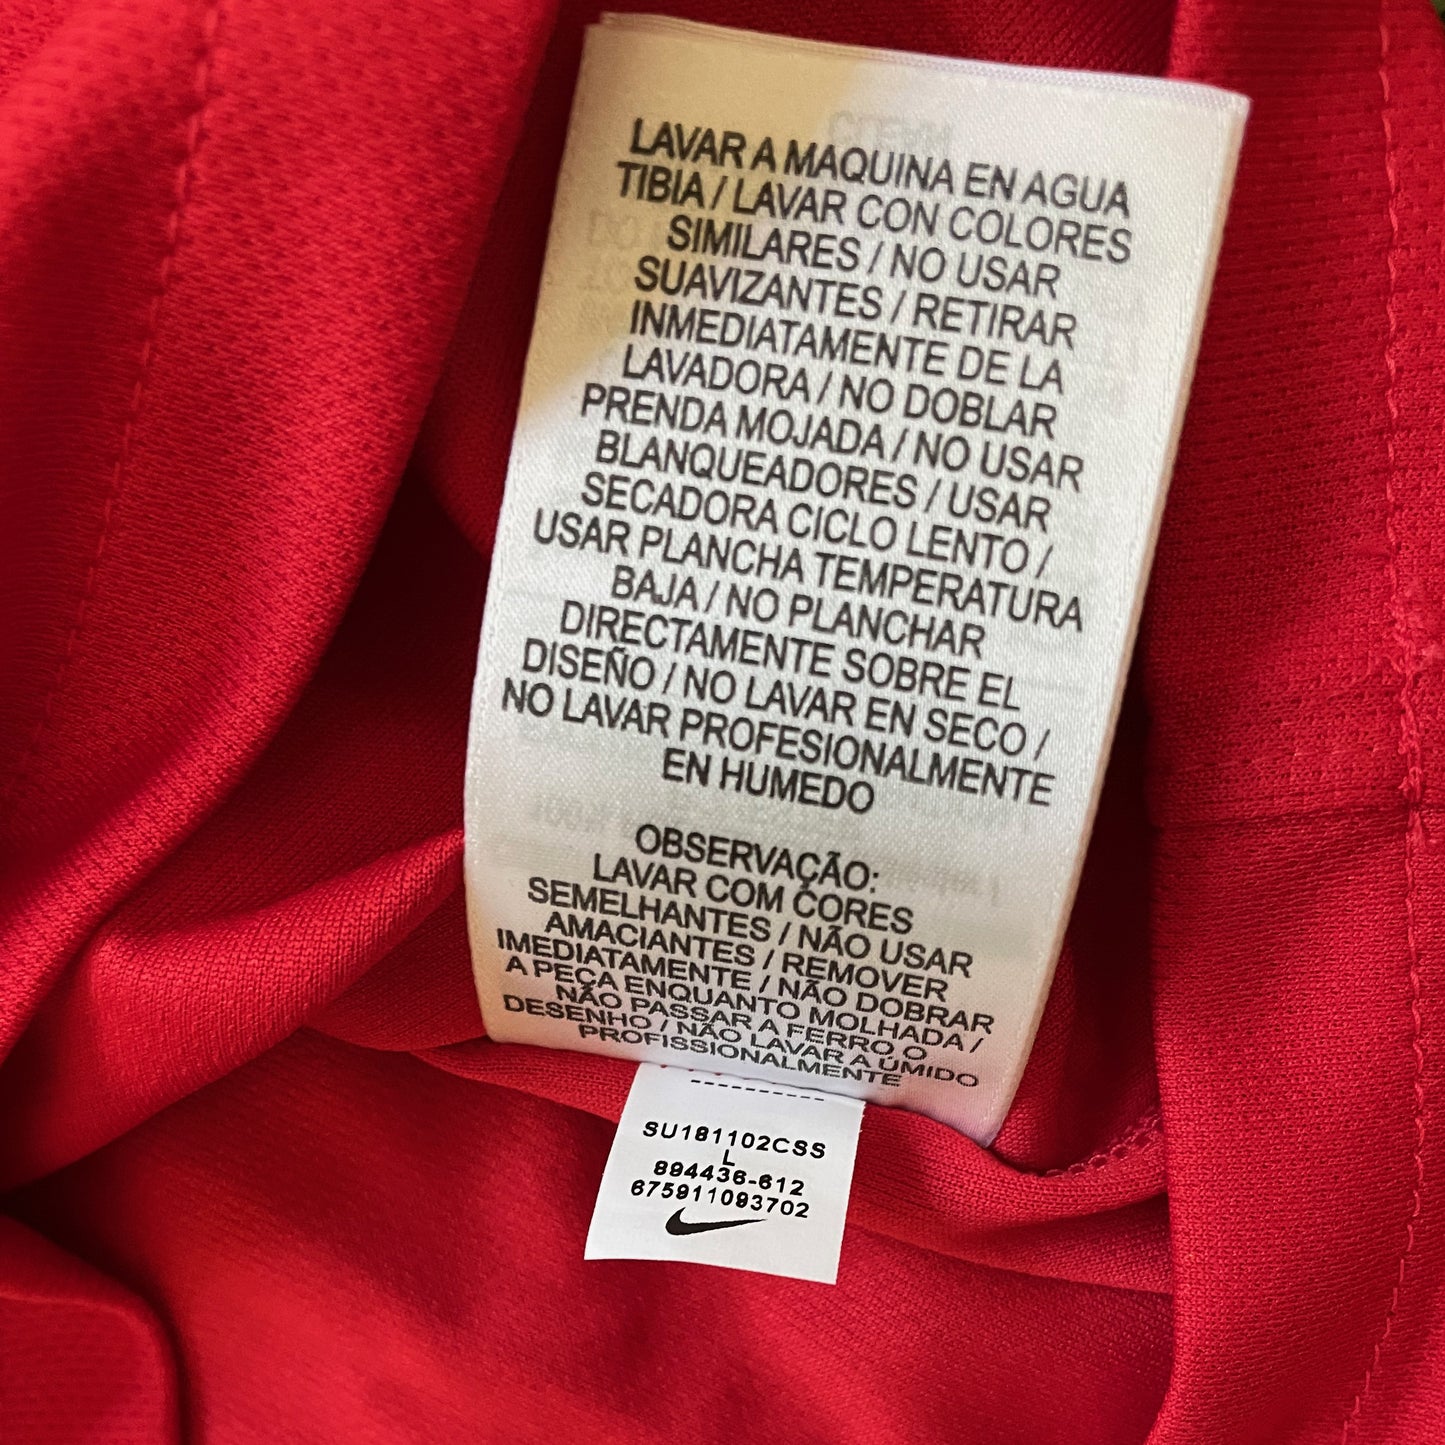 LAVAR A MAQUINA EN AGUA
TIBIA / LAVAR CON COLORES
SIMILARES / NO USAR
SUAVIZANTES / RETIRAR
INMEDIATAMENTE DE LA
LAVADORA / NO DOBLAR
PRENDA MOJADA / NO USAR
BLANQUEADORES / USAR
SECADORA CICLO LENTO /
USAR PLANCHA TEMPERATURA
BAJA / NO PLANCHAR
DIRECTAMENTE SOBRE EL
DISEÑO / NO LAVAR EN SECO /
NO LAVAR PROFESIONALMENTE
EN HUMEDO
OBSERVAÇÃO:
LAVAR COM CORES
SEMELHANTES / NÃO USAR
AMACIANTES / REMOVER
IMEDIATAMENTE / NÃO DOBRAR
A PEÇA ENQUANTO MOLHADA /
NÃO PASSAR A FERRO O
DESENHO / NÃO LAVAR A ÚMIDO
PROFISSIONALMENTE
SU181102CSS
L
894436-612
675911093702